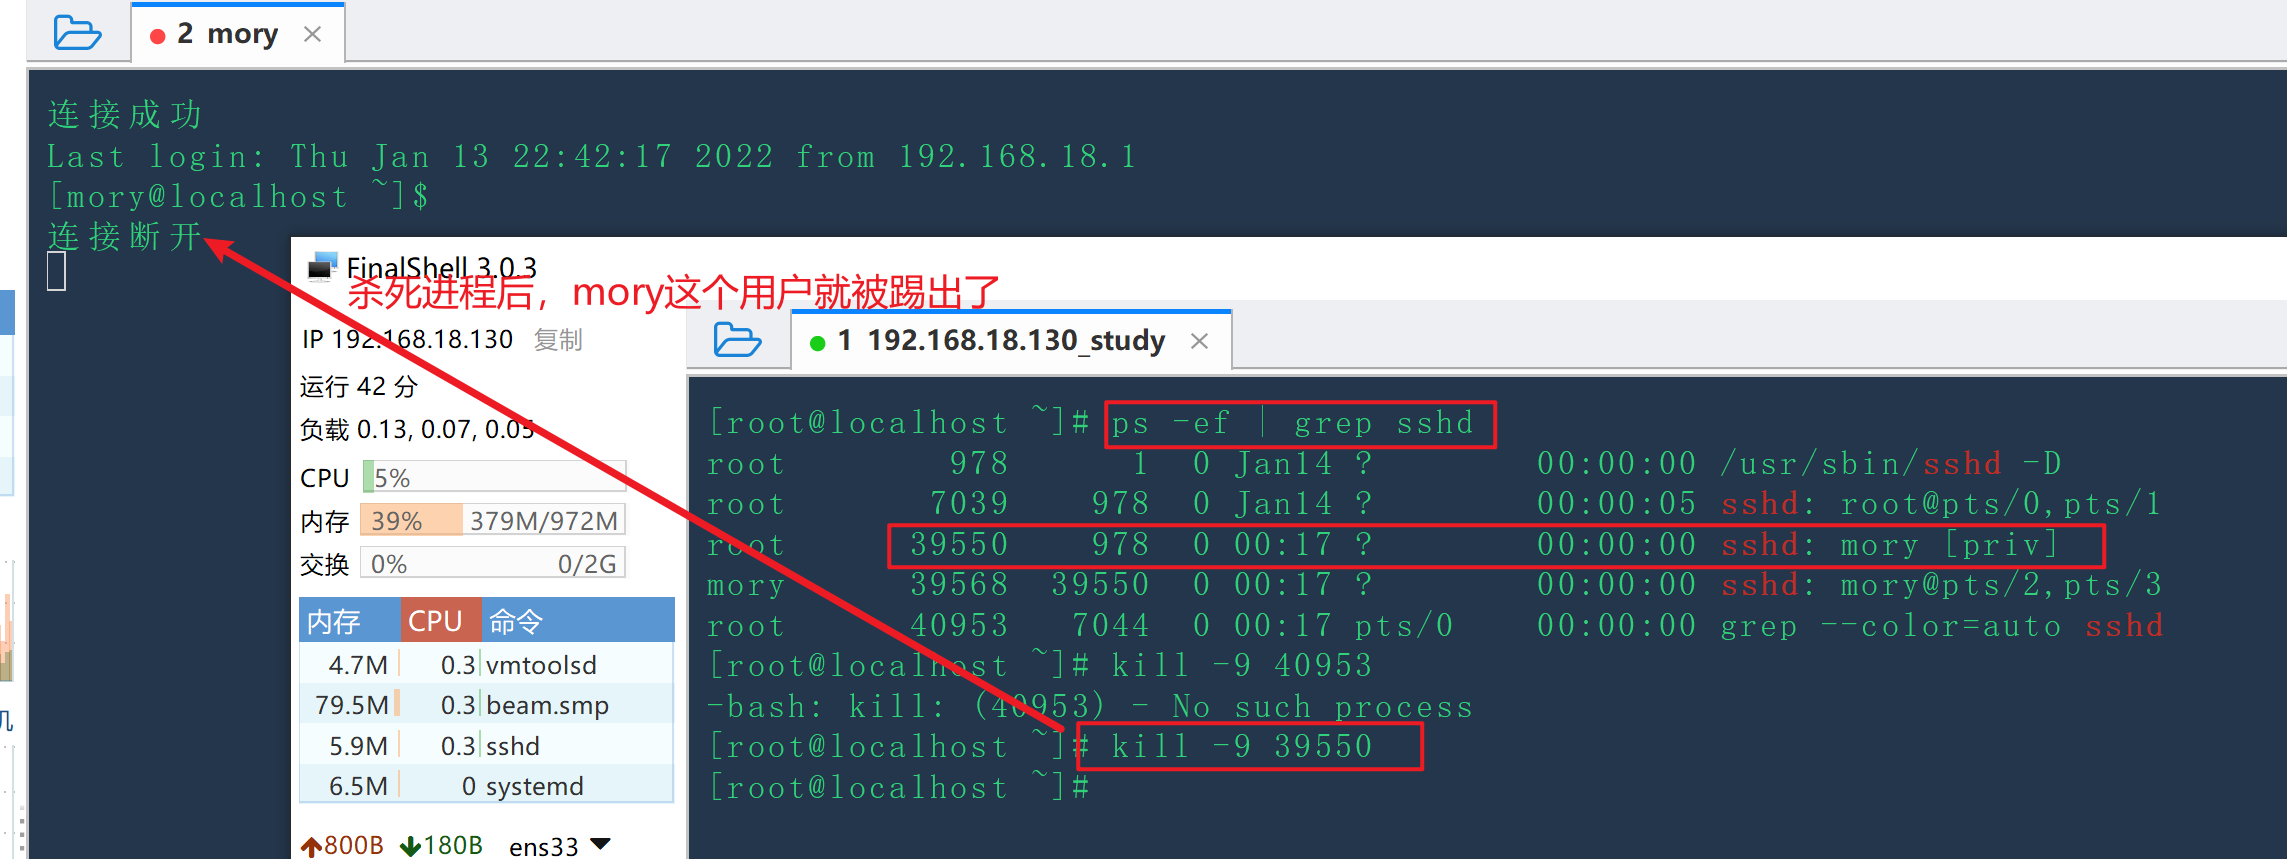 2 mory
连接成功
Last login: Thu Jan 13 22:42:17 2022 from 192.168.18.1
[mory@localhost ~]$
连接断开
FinalShell 3.0.3
杀死进程后，mory这个用户就被踢出了
IP 192.168.18.130 复制
运行 42 分
负载 0.13, 0.07, 0.05
CPU 5%
内存 39% 379M/972M
交换 0% 0/2G
内存 CPU 命令
4.7M 0.3 vmtoolsd
79.5M 0.3 beam.smp
5.9M 0.3 sshd
6.5M 0 systemd
800B 180B ens33
1 192.168.18.130_study
[root@localhost ~]# ps -ef | grep sshd
root 978 1 0 Jan14 ? 00:00:00 /usr/sbin/sshd -D
root 7039 978 0 Jan14 ? 00:00:05 sshd: root@pts/0,pts/1
root 39550 978 0 00:17 ? 00:00:00 sshd: mory [priv]
mory 39568 39550 0 00:17 ? 00:00:00 sshd: mory@pts/2,pts/3
root 40953 7044 0 00:17 pts/0 00:00:00 grep --color=auto sshd
[root@localhost ~]# kill -9 40953
-bash: kill: (40953) - No such process
[root@localhost ~]# kill -9 39550
[root@localhost ~]#